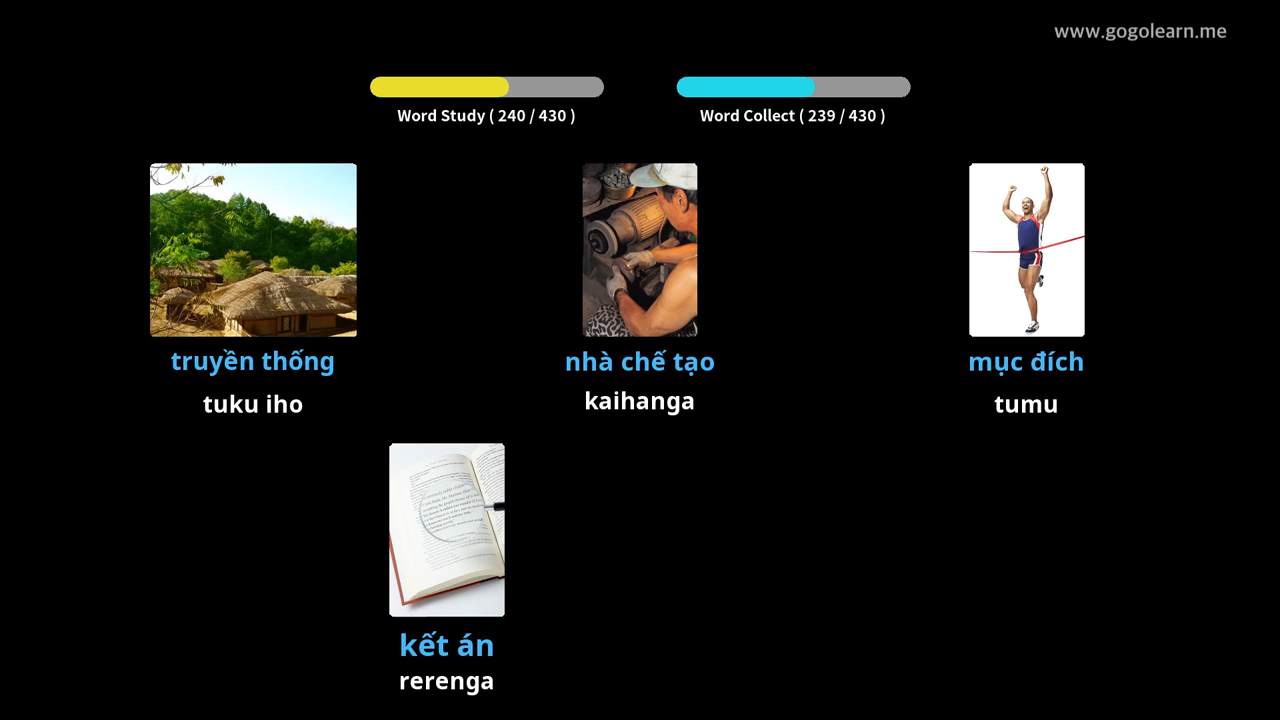 www.gogolearn.me
Word Study ( 240 / 430 )
Word Collect ( 239 / 430 )
truyền thống
nhà chế tạo
mục đích
tuku iho
kaihanga
tumu
kết án
rerenga